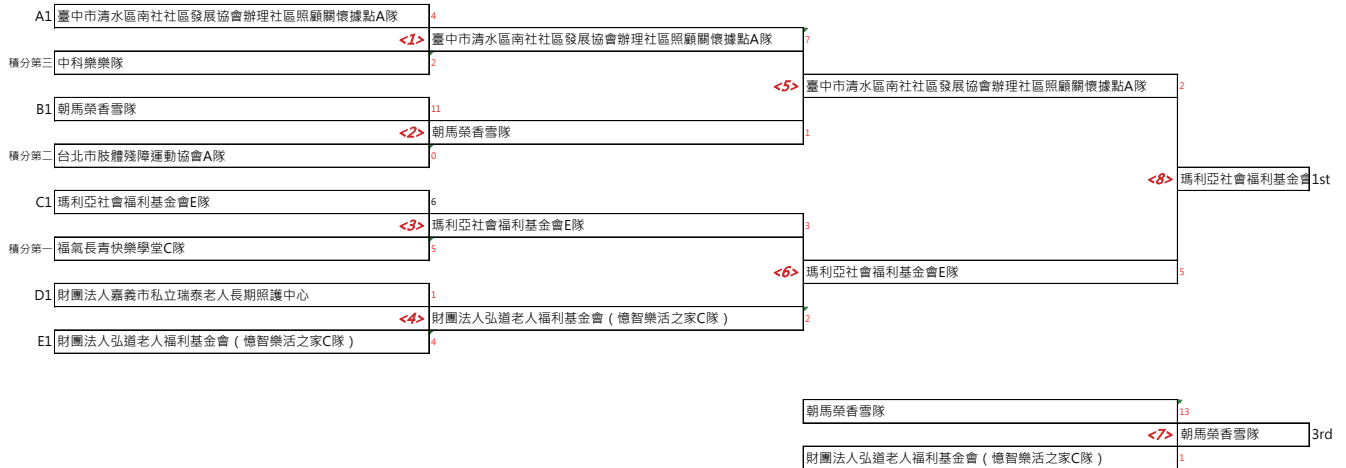 A1 臺中市清水區南社社區發展協會辦理社區照顧關懷據點A隊 4
<1> 臺中市清水區南社社區發展協會辦理社區照顧關懷據點A隊 7
積分第三 中科樂樂隊 2
<5> 臺中市清水區南社社區發展協會辦理社區照顧關懷據點A隊 2
B1 朝馬榮香雪隊 11
<2> 朝馬榮香雪隊 1
積分第二 台北市肢體殘障運動協會A隊 0
<8> 瑪利亞社會福利基金會 1st
C1 瑪利亞社會福利基金會E隊 6
<3> 瑪利亞社會福利基金會E隊 3
積分第一 福氣長青快樂學堂C隊 5
<6> 瑪利亞社會福利基金會E隊 5
D1 財團法人嘉義市私立瑞泰老人長期照護中心 1
<4> 財團法人弘道老人福利基金會（憶智樂活之家C隊） 2
E1 財團法人弘道老人福利基金會（憶智樂活之家C隊） 4
朝馬榮香雪隊 13
<7> 朝馬榮香雪隊 3rd
財團法人弘道老人福利基金會（憶智樂活之家C隊） 1